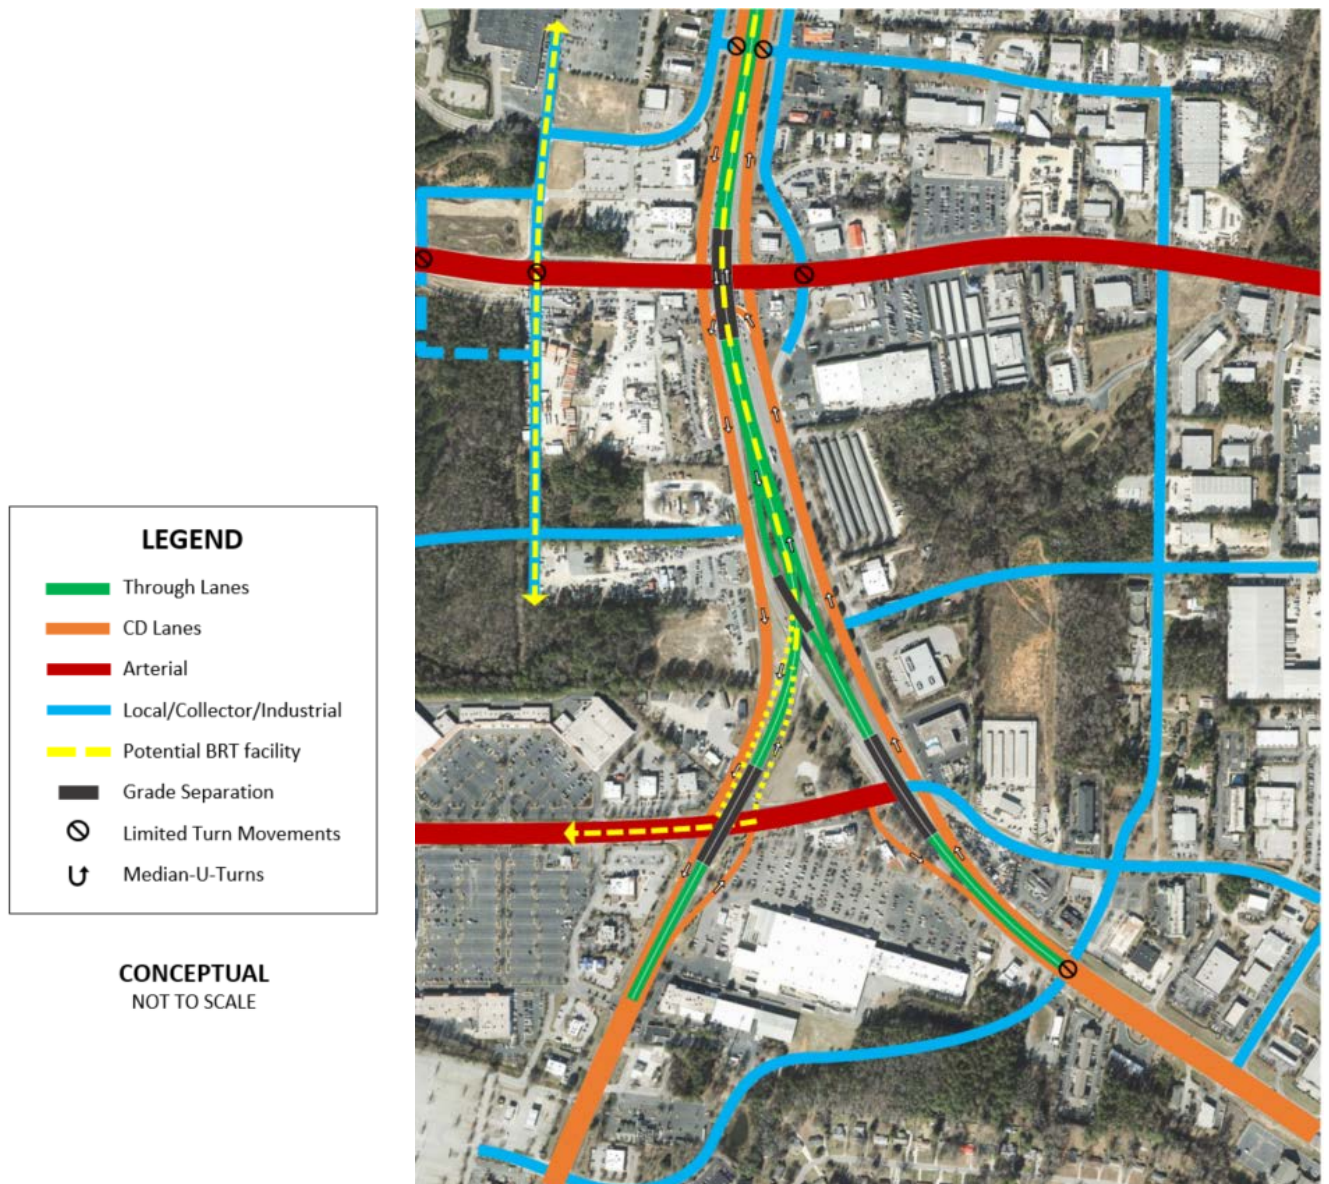 LEGEND
Through Lanes
CD Lanes
Arterial
Local/Collector/Industrial
Potential BRT facility
Grade Separation
Limited Turn Movements
Median-U-Turns
CONCEPTUAL
NOT TO SCALE